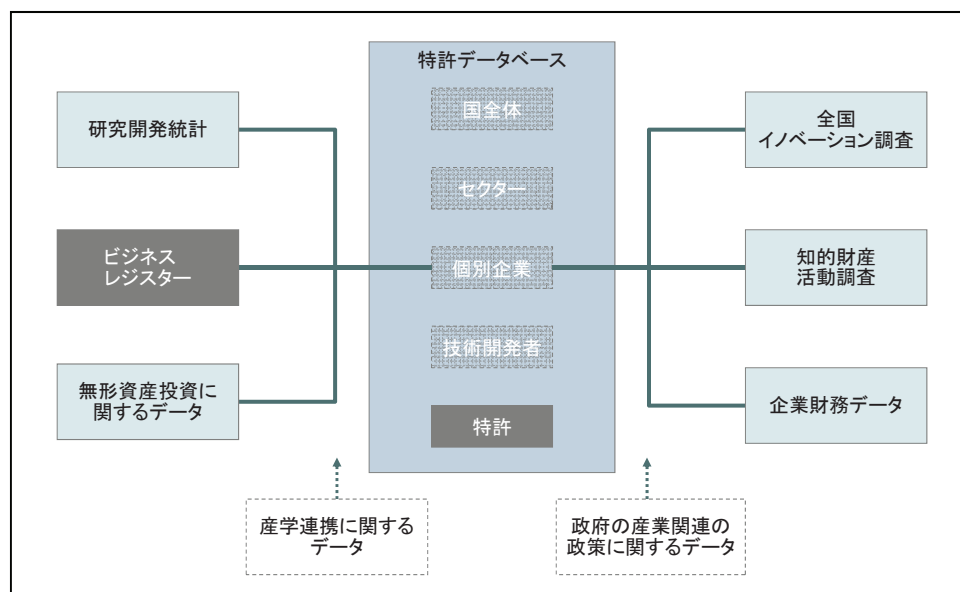 特許データベース
国全体
セクター
個別企業
技術開発者
特許
研究開発統計
ビジネス
レジスター
無形資産投資に
関するデータ
全国
イノベーション調査
知的財産
活動調査
企業財務データ
産学連携に関する
データ
政府の産業関連の
政策に関するデータ